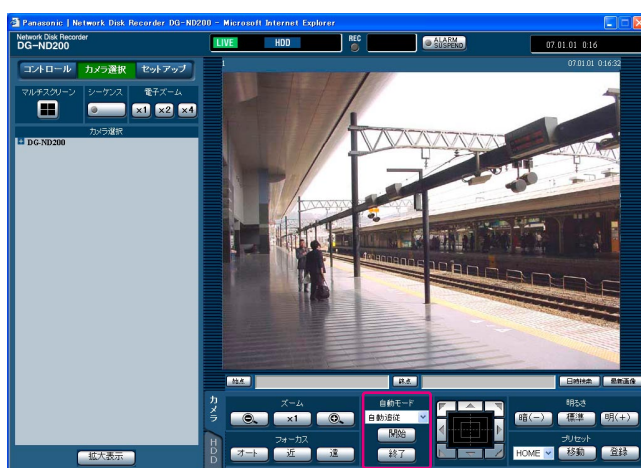 Panasonic | Network Disk Recorder DG-ND200 - Microsoft Internet Explorer
Network Disk Recorder
DG-ND200
LIVE HDD REC ALARM SUSPEND 07.01.01 0:16
コントロール カメラ選択 セットアップ
1 07.01.01 0:16:32
マルチスクリーン シーケンス 電子ズーム
x1 x2 x4
カメラ選択
DG-ND200
始点 終点 日時検索 最新画像
カメラ
HDD
ズーム 自動モード 明るさ
x1 自動追従 暗(-) 標準 明(+)
フォーカス 開始 プリセット
オート 近 遠 終了 HOME 移動 登録
拡大表示